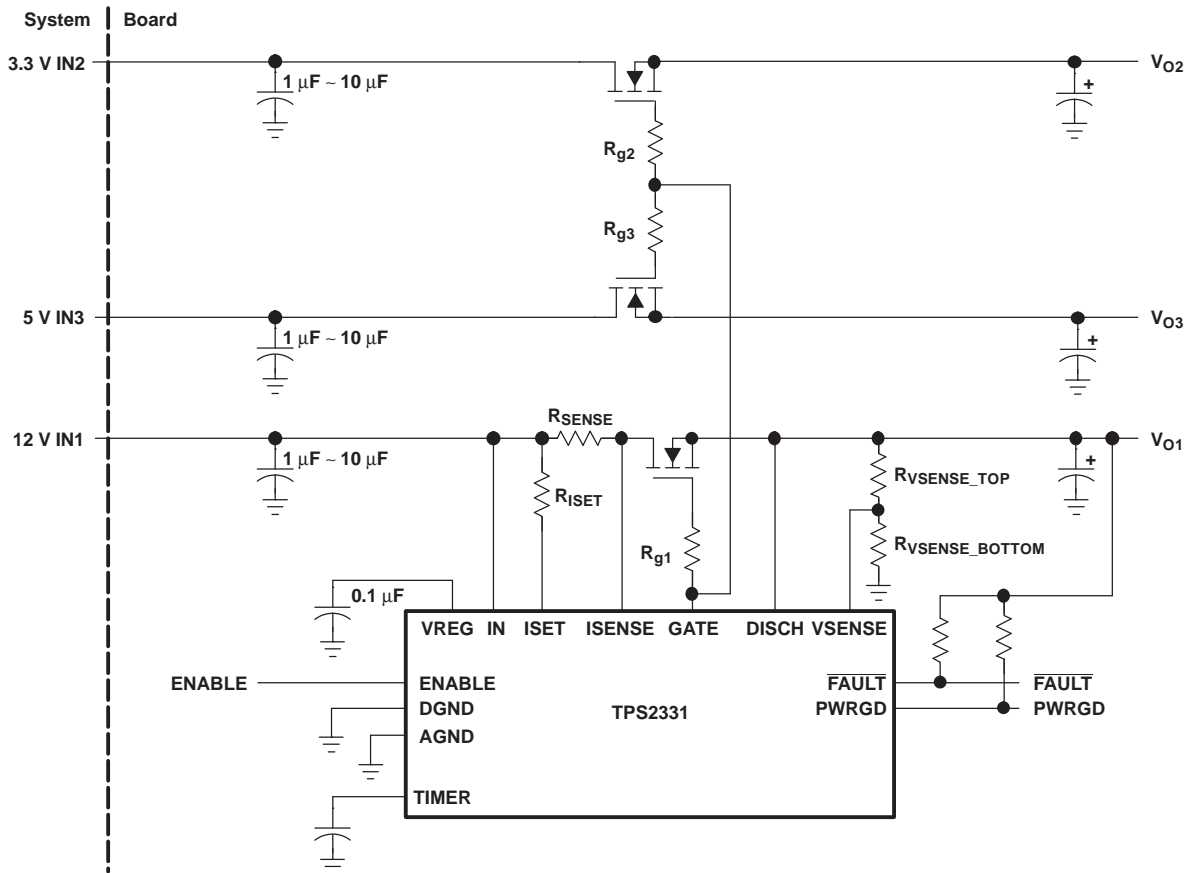 System Board
3.3 V IN2
1 μF ~ 10 μF
+
VO2
Rg2
Rg3
5 V IN3
1 μF ~ 10 μF
+
VO3
RSENSE
12 V IN1
1 μF ~ 10 μF
+
VO1
RISET
RVSENSE_TOP
Rg1
RVSENSE_BOTTOM
0.1 μF
VREG IN ISET ISENSE GATE DISCH VSENSE
ENABLE ENABLE FAULT FAULT
DGND TPS2331 PWRGD PWRGD
AGND
TIMER